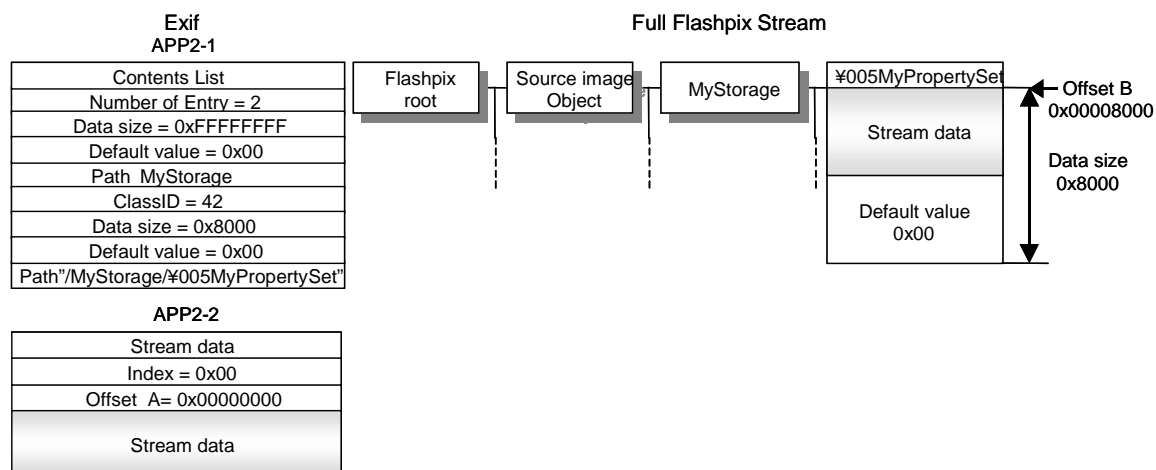 Exif
APP2-1
Contents List
Number of Entry = 2
Data size = 0xFFFFFFFF
Default value = 0x00
Path MyStorage
ClassID = 42
Data size = 0x8000
Default value = 0x00
Path"/MyStorage/¥005MyPropertySet"
APP2-2
Stream data
Index = 0x00
Offset A= 0x00000000
Stream data
Full Flashpix Stream
Flashpix
root
Source image
Object
MyStorage
¥005MyPropertySet
Stream data
Default value
0x00
Offset B
0x00008000
Data size
0x8000